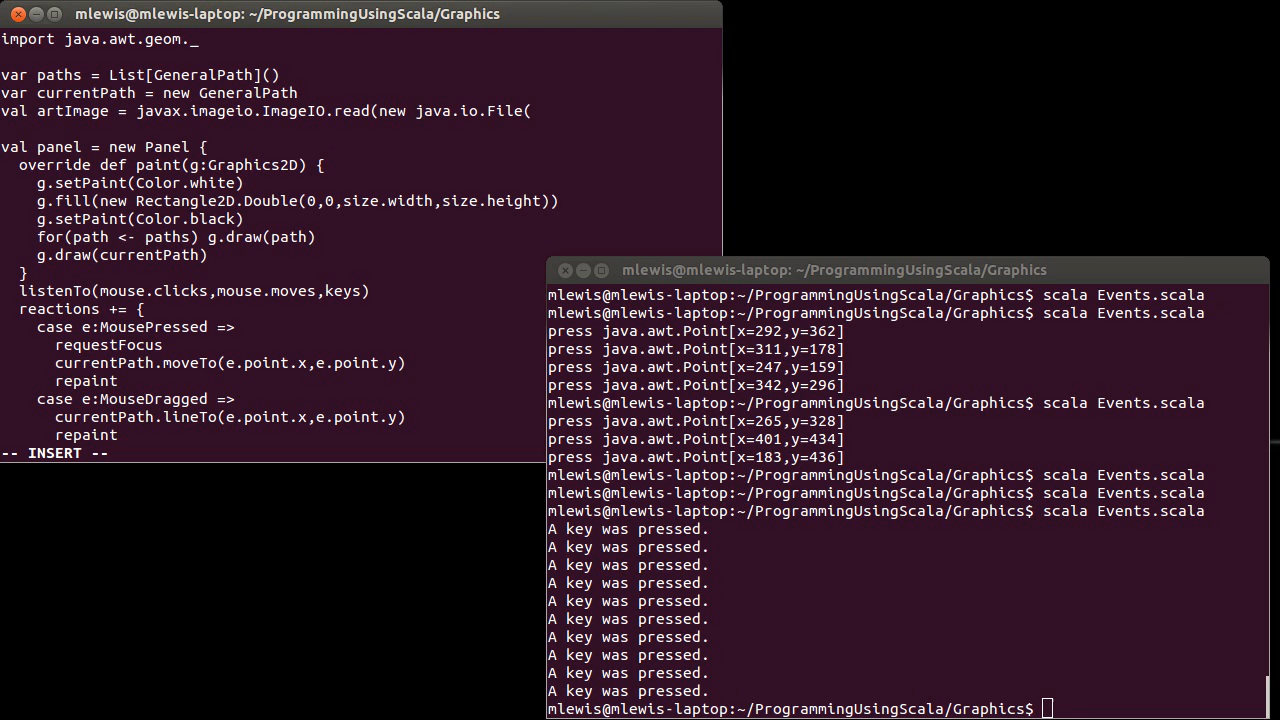 mlewis@mlewis-laptop: ~/ProgrammingUsingScala/Graphics
import java.awt.geom._
var paths = List[GeneralPath]()
var currentPath = new GeneralPath
val artImage = javax.imageio.ImageIO.read(new java.io.File(
val panel = new Panel {
  override def paint(g:Graphics2D) {
    g.setPaint(Color.white)
    g.fill(new Rectangle2D.Double(0,0,size.width,size.height))
    g.setPaint(Color.black)
    for(path <- paths) g.draw(path)
    g.draw(currentPath)
  }
  listenTo(mouse.clicks,mouse.moves,keys)
  reactions += {
    case e:MousePressed =>
      requestFocus
      currentPath.moveTo(e.point.x,e.point.y)
      repaint
    case e:MouseDragged =>
      currentPath.lineTo(e.point.x,e.point.y)
      repaint
-- INSERT --
mlewis@mlewis-laptop: ~/ProgrammingUsingScala/Graphics
mlewis@mlewis-laptop:~/ProgrammingUsingScala/Graphics$ scala Events.scala
mlewis@mlewis-laptop:~/ProgrammingUsingScala/Graphics$ scala Events.scala
press java.awt.Point[x=292,y=362]
press java.awt.Point[x=311,y=178]
press java.awt.Point[x=247,y=159]
press java.awt.Point[x=342,y=296]
mlewis@mlewis-laptop:~/ProgrammingUsingScala/Graphics$ scala Events.scala
press java.awt.Point[x=265,y=328]
press java.awt.Point[x=401,y=434]
press java.awt.Point[x=183,y=436]
mlewis@mlewis-laptop:~/ProgrammingUsingScala/Graphics$ scala Events.scala
mlewis@mlewis-laptop:~/ProgrammingUsingScala/Graphics$ scala Events.scala
mlewis@mlewis-laptop:~/ProgrammingUsingScala/Graphics$ scala Events.scala
A key was pressed.
A key was pressed.
A key was pressed.
A key was pressed.
A key was pressed.
A key was pressed.
A key was pressed.
A key was pressed.
A key was pressed.
A key was pressed.
mlewis@mlewis-laptop:~/ProgrammingUsingScala/Graphics$